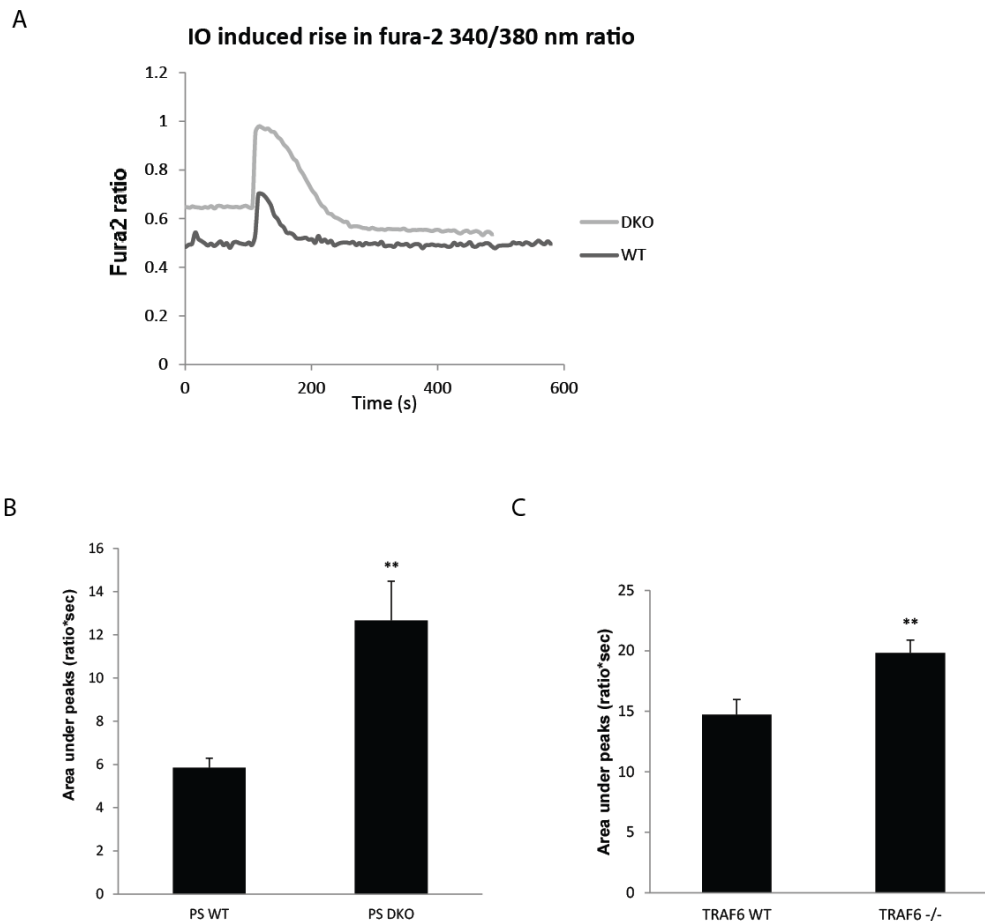 A
IO induced rise in fura-2 340/380 nm ratio
1.2
1
0.8
0.6
0.4
0.2
0
Fura2 ratio
0 200 400 600
Time (s)
DKO
WT
B
16
14
12
10
8
6
4
2
0
Area under peaks (ratio*sec)
**
PS WT PS DKO
C
25
20
15
10
5
0
Area under peaks (ratio*sec)
**
TRAF6 WT TRAF6 -/-